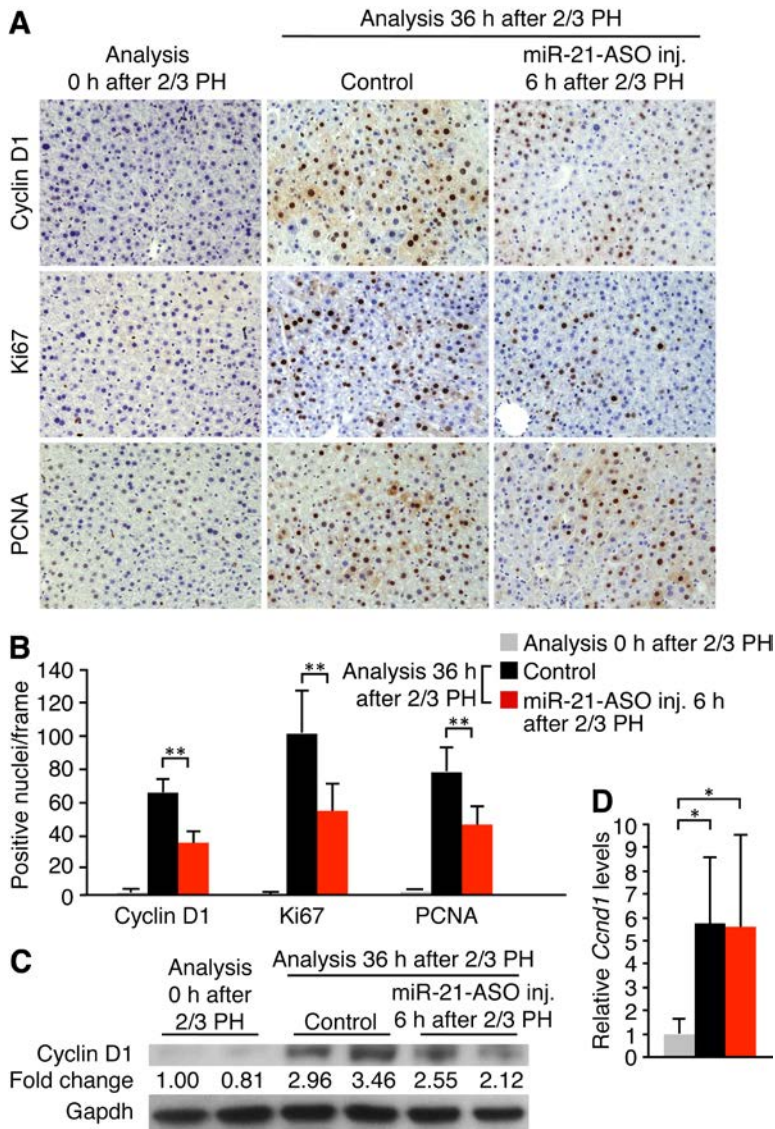 A
Analysis 36 h after 2/3 PH
Analysis
0 h after 2/3 PH
Control
miR-21-ASO inj.
6 h after 2/3 PH
Cyclin D1
Ki67
PCNA
B
Positive nuclei/frame
140
120
100
80
60
40
20
0
**
**
**
Cyclin D1
Ki67
PCNA
Analysis 0 h after 2/3 PH
Analysis 36 h
after 2/3 PH
Control
miR-21-ASO inj. 6 h
after 2/3 PH
C
Analysis
0 h after
2/3 PH
Analysis 36 h after 2/3 PH
Control
miR-21-ASO inj.
6 h after 2/3 PH
Cyclin D1
Fold change 1.00 0.81 2.96 3.46 2.55 2.12
Gapdh
D
Relative Ccnd1 levels
10
9
8
7
6
5
4
3
2
1
0
*
*